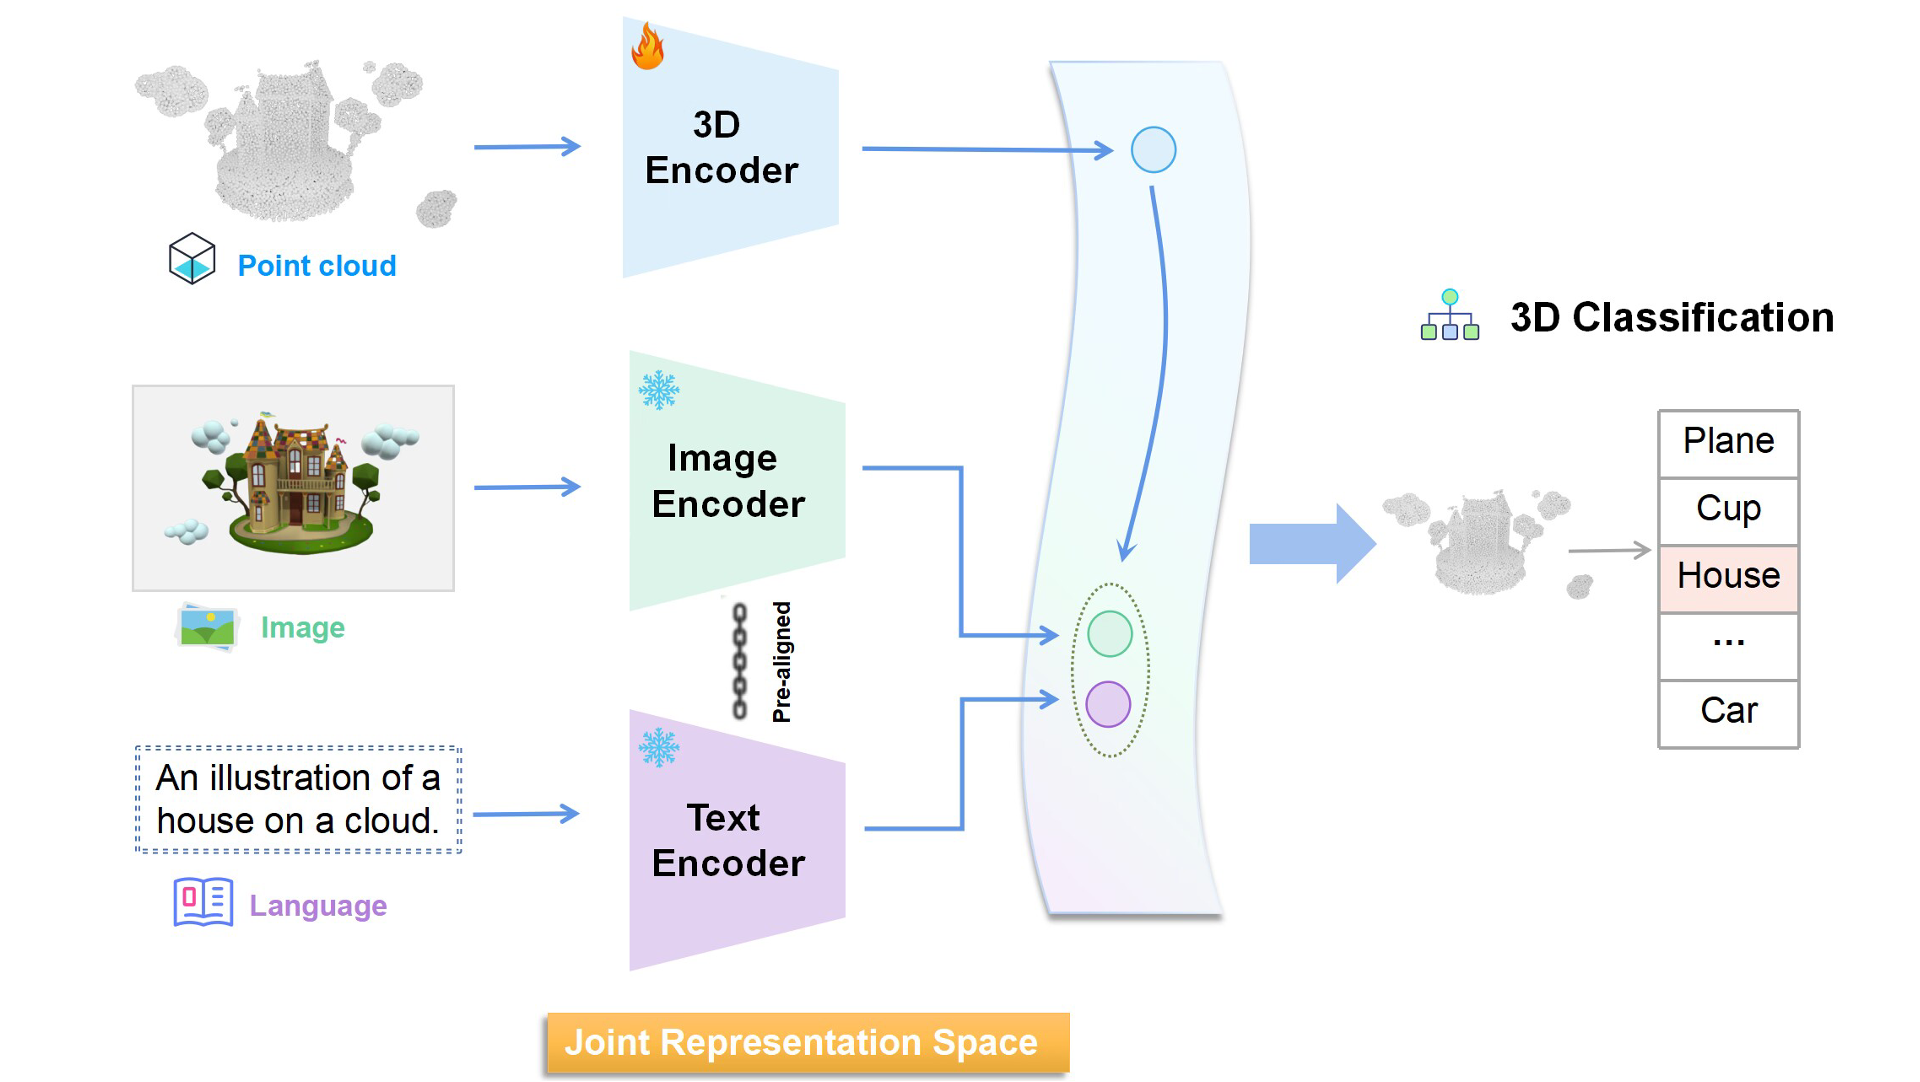 3D
Encoder
Point cloud
Image
Encoder
Image
Pre-aligned
An illustration of a
house on a cloud.
Language
Text
Encoder
3D Classification
Plane
Cup
House
...
Car
Joint Representation Space